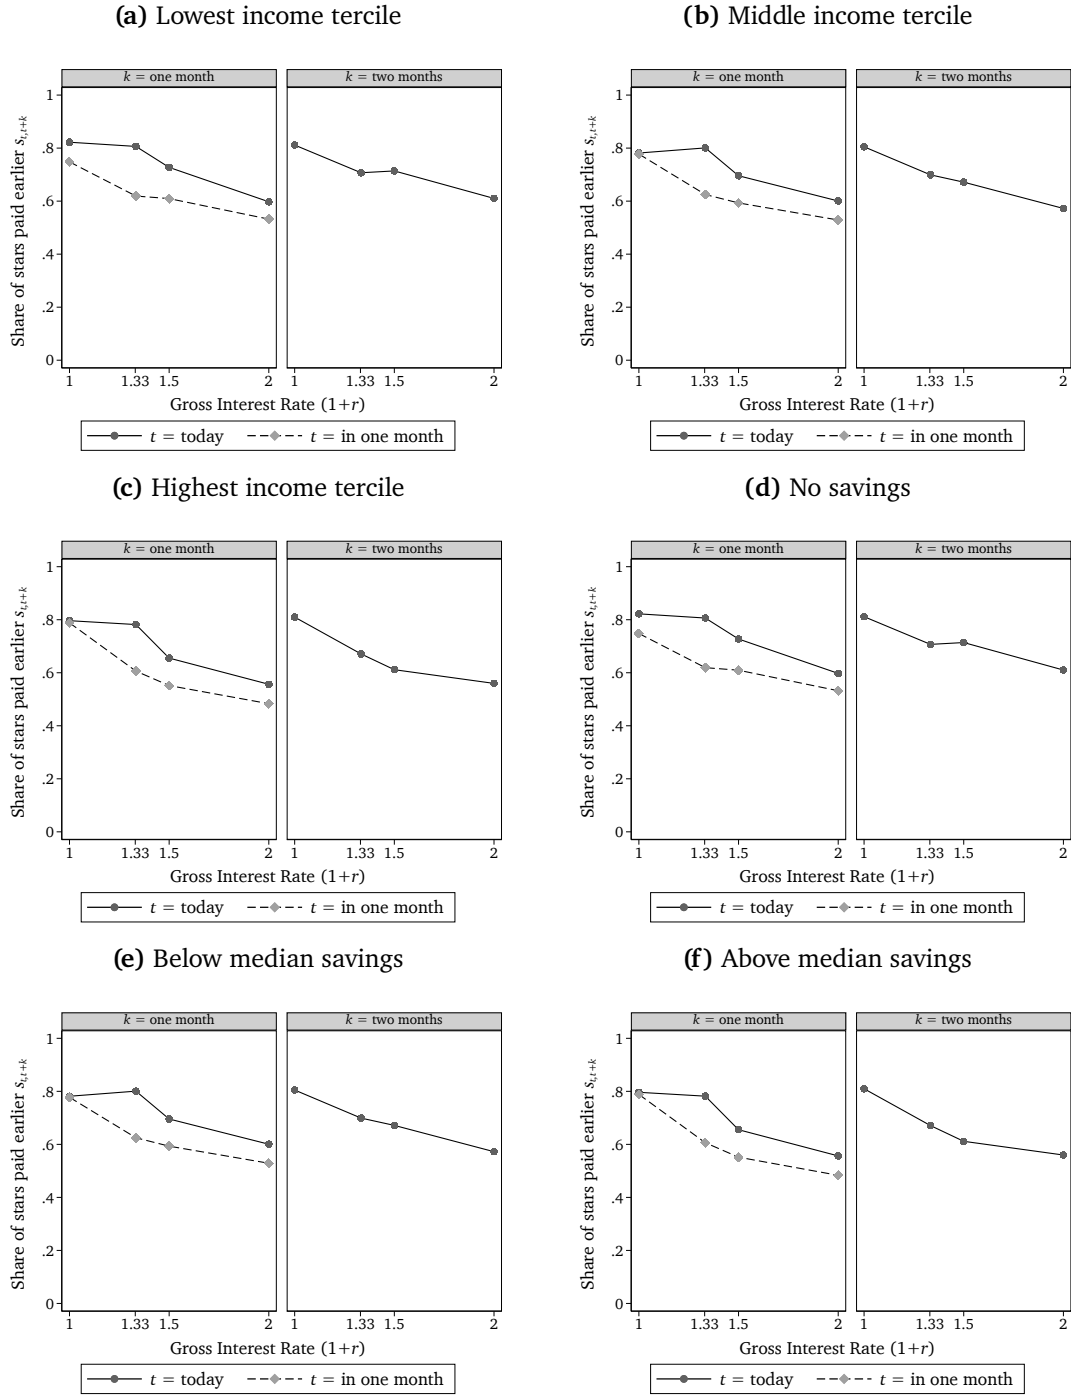 (a) Lowest income tercile
k = one month
k = two months
Share of stars paid earlier s_{t,t+k}
1
.8
.6
.4
.2
0
1 1.33 1.5 2
1 1.33 1.5 2
Gross Interest Rate (1+r)
t = today
t = in one month
(b) Middle income tercile
k = one month
k = two months
Share of stars paid earlier s_{t,t+k}
1
.8
.6
.4
.2
0
1 1.33 1.5 2
1 1.33 1.5 2
Gross Interest Rate (1+r)
t = today
t = in one month
(c) Highest income tercile
k = one month
k = two months
Share of stars paid earlier s_{t,t+k}
1
.8
.6
.4
.2
0
1 1.33 1.5 2
1 1.33 1.5 2
Gross Interest Rate (1+r)
t = today
t = in one month
(d) No savings
k = one month
k = two months
Share of stars paid earlier s_{t,t+k}
1
.8
.6
.4
.2
0
1 1.33 1.5 2
1 1.33 1.5 2
Gross Interest Rate (1+r)
t = today
t = in one month
(e) Below median savings
k = one month
k = two months
Share of stars paid earlier s_{t,t+k}
1
.8
.6
.4
.2
0
1 1.33 1.5 2
1 1.33 1.5 2
Gross Interest Rate (1+r)
t = today
t = in one month
(f) Above median savings
k = one month
k = two months
Share of stars paid earlier s_{t,t+k}
1
.8
.6
.4
.2
0
1 1.33 1.5 2
1 1.33 1.5 2
Gross Interest Rate (1+r)
t = today
t = in one month